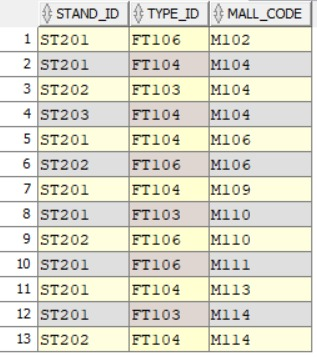 STAND_ID TYPE_ID MALL_CODE
1 ST201 FT106 M102
2 ST201 FT104 M104
3 ST202 FT103 M104
4 ST203 FT104 M104
5 ST201 FT104 M106
6 ST202 FT106 M106
7 ST201 FT104 M109
8 ST201 FT103 M110
9 ST202 FT106 M110
10 ST201 FT106 M111
11 ST201 FT104 M113
12 ST201 FT103 M114
13 ST202 FT104 M114